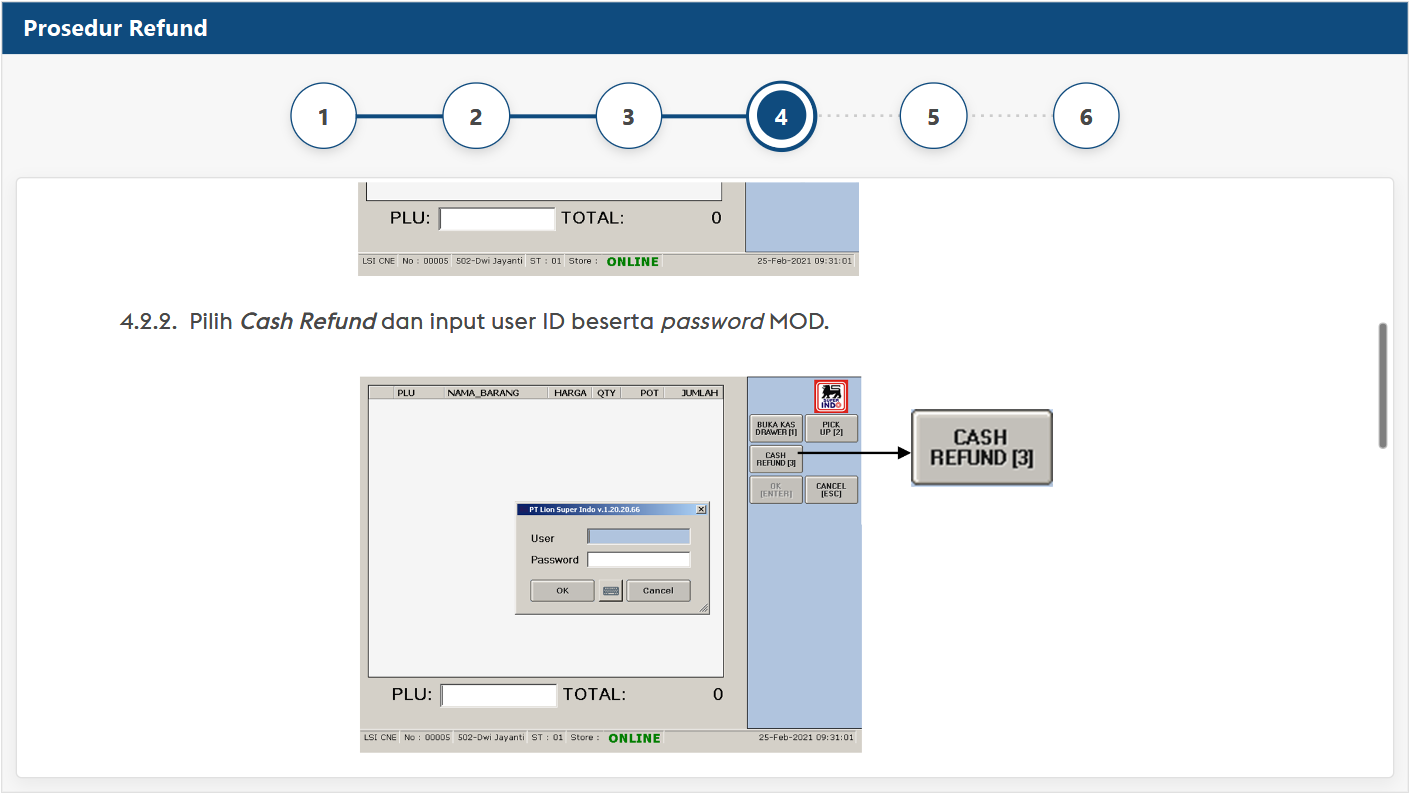 Prosedur Refund
1 2 3 4 5 6
PLU: TOTAL: 0
LSI CNE No : 00005 502-Dwi Jayanti ST : 01 Store : ONLINE 25-Feb-2021 09:31:01
4.2.2. Pilih Cash Refund dan input user ID beserta password MOD.
PLU NAMA_BARANG HARGA QTY POT JUMLAH
SUPER
INDO
BUKA KAS
DRAWER [1]
PICK
UP [2]
CASH
REFUND [3]
CASH
REFUND [3]
OK
[ENTER]
CANCEL
[ESC]
PT Lion Super Indo v.1.20.20.66
User
Password
OK Cancel
PLU: TOTAL: 0
LSI CNE No : 00005 502-Dwi Jayanti ST : 01 Store : ONLINE 25-Feb-2021 09:31:01